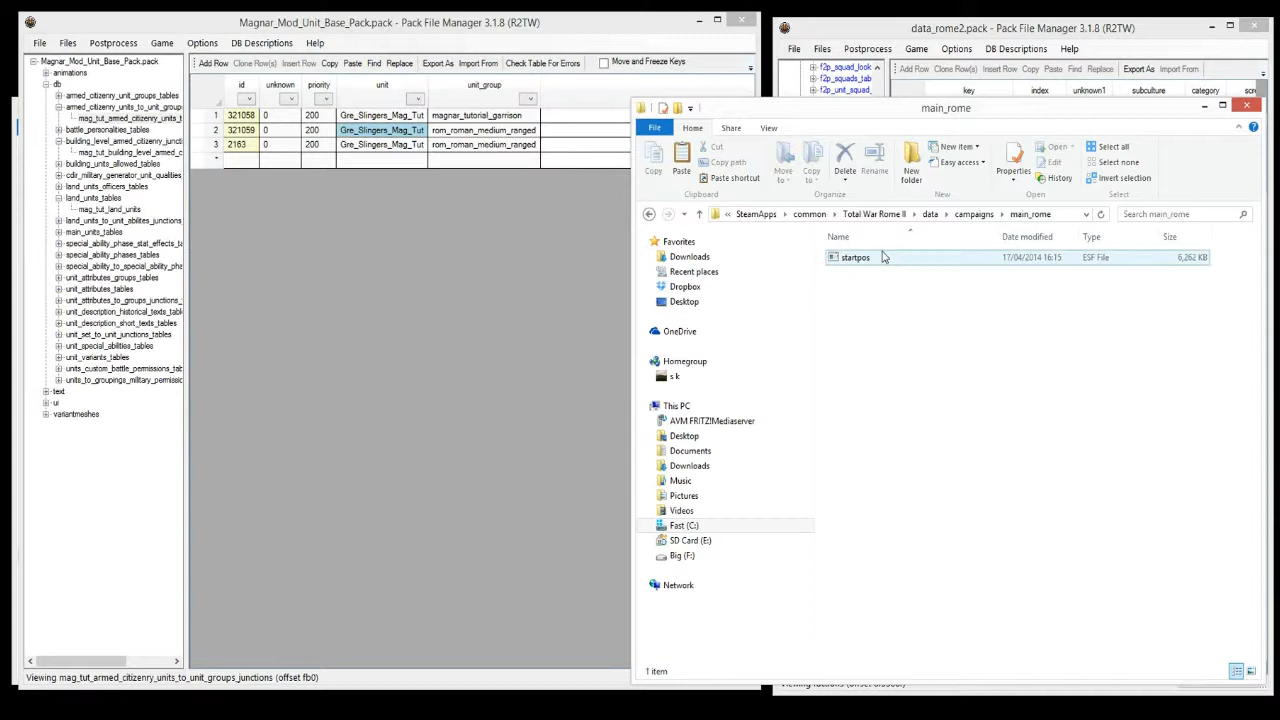 Magnar_Mod_Unit_Base_Pack.pack - Pack File Manager 3.1.8 (R2TW)
File Files Postprocess Game Options DB Descriptions Help
Magnar_Mod_Unit_Base_Pack.pack
animations
db
armed_citizenry_unit_groups_tables
armed_citizenry_units_to_unit_groups
mag_tut_armed_citizenry_units_t
battle_personalities_tables
building_level_armed_citizenry_juncti
mag_tut_building_level_armed_c
building_units_allowed_tables
cdir_military_generator_unit_qualities
land_units_officers_tables
land_units_tables
mag_tut_land_units
land_units_to_unit_abilites_junctions
main_units_tables
special_ability_phase_stat_effects_ta
special_ability_phases_tables
special_ability_to_special_ability_pha
unit_attributes_groups_tables
unit_attributes_tables
unit_attributes_to_groups_junctions_
unit_description_historical_texts_table
unit_description_short_texts_tables
unit_set_to_unit_junctions_tables
unit_special_abilities_tables
unit_variants_tables
units_custom_battle_permissions_tab
units_to_groupings_military_permissi
text
ui
variantmeshes
Add Row Clone Row(s) Insert Row Copy Paste Find Replace Export As Import From Check Table For Errors Move and Freeze Keys
id unknown priority unit unit_group
1 321058 0 200 Gre_Slingers_Mag_Tut magnar_tutorial_garrison
2 321059 0 200 Gre_Slingers_Mag_Tut rom_roman_medium_ranged
3 2163 0 200 Gre_Slingers_Mag_Tut rom_roman_medium_ranged
*
Viewing mag_tut_armed_citizenry_units_to_unit_groups_junctions (offset fb0)
data_rome2.pack - Pack File Manager 3.1.8 (R2TW)
File Files Postprocess Game Options DB Descriptions Help
f2p_squad_look
f2p_squads_tab
f2p_unit_squad_
Add Row Clone Row(s) Insert Row Copy Paste Find Replace Export As Import From
key index unknown1 subculture category scre
main_rome
File Home Share View
Copy
Paste
Cut
Copy path
Paste shortcut
Clipboard
Move to
Copy to
Delete
Rename
Organize
New folder
New item
Easy access
New
Properties
Open
Edit
History
Open
Select all
Select none
Invert selection
Select
SteamApps common Total War Rome II data campaigns main_rome
Search main_rome
Name Date modified Type Size
startpos 17/04/2014 16:15 ESF File 6,262 KB
Favorites
Downloads
Recent places
Dropbox
Desktop
OneDrive
Homegroup
s k
This PC
AVM FRITZ!Mediaserver
Desktop
Documents
Downloads
Music
Pictures
Videos
Fast (C:)
SD Card (E:)
Big (F:)
Network
1 item